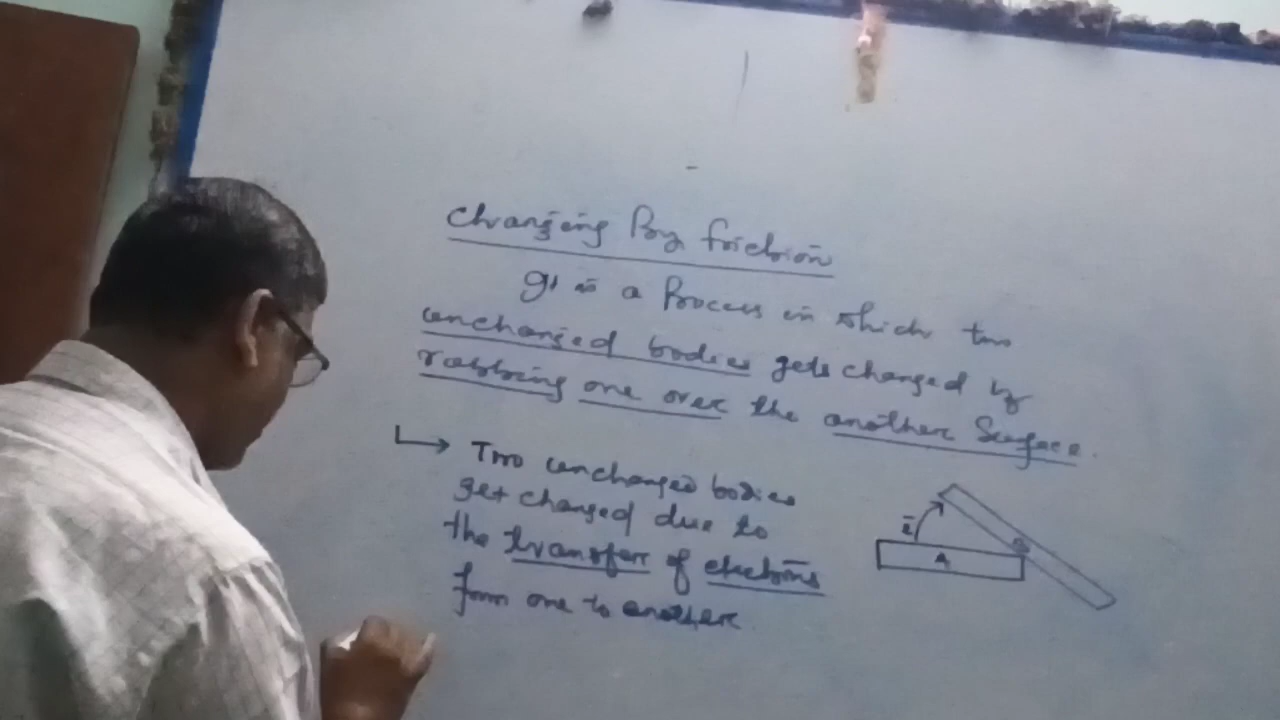 Charging By friction
It is a Process in which two
uncharged bodies gets charged by
rubbing one over the another Surface.
Two uncharged bodies
get charged due to
the transfer of electrons
form one to another
e
A
B